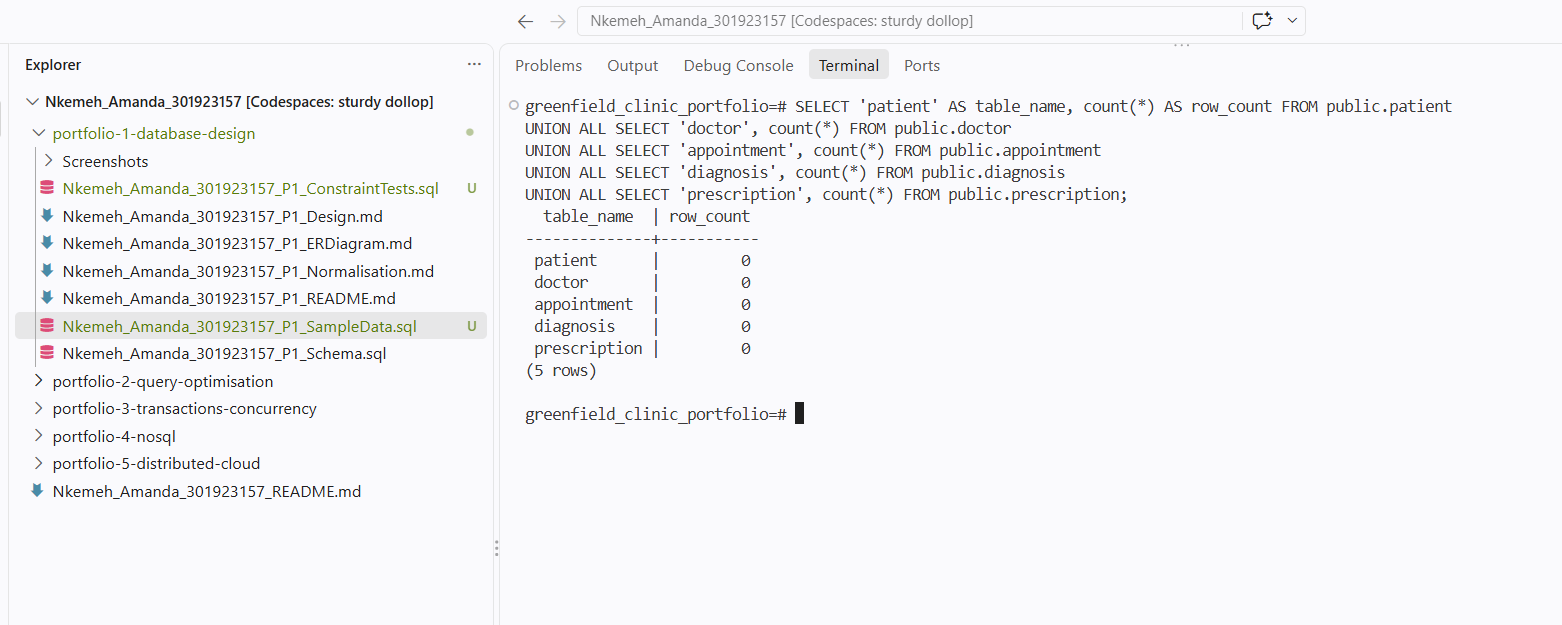 Nkemeh_Amanda_301923157 [Codespaces: sturdy dollop]
Explorer
Nkemeh_Amanda_301923157 [Codespaces: sturdy dollop]
portfolio-1-database-design
Screenshots
Nkemeh_Amanda_301923157_P1_ConstraintTests.sql U
Nkemeh_Amanda_301923157_P1_Design.md
Nkemeh_Amanda_301923157_P1_ERDiagram.md
Nkemeh_Amanda_301923157_P1_Normalisation.md
Nkemeh_Amanda_301923157_P1_README.md
Nkemeh_Amanda_301923157_P1_SampleData.sql U
Nkemeh_Amanda_301923157_P1_Schema.sql
portfolio-2-query-optimisation
portfolio-3-transactions-concurrency
portfolio-4-nosql
portfolio-5-distributed-cloud
Nkemeh_Amanda_301923157_README.md
Problems Output Debug Console Terminal Ports
greenfield_clinic_portfolio=# SELECT 'patient' AS table_name, count(*) AS row_count FROM public.patient
UNION ALL SELECT 'doctor', count(*) FROM public.doctor
UNION ALL SELECT 'appointment', count(*) FROM public.appointment
UNION ALL SELECT 'diagnosis', count(*) FROM public.diagnosis
UNION ALL SELECT 'prescription', count(*) FROM public.prescription;
  table_name  | row_count
--------------+-----------
 patient      |         0
 doctor       |         0
 appointment  |         0
 diagnosis    |         0
 prescription |         0
(5 rows)
greenfield_clinic_portfolio=#